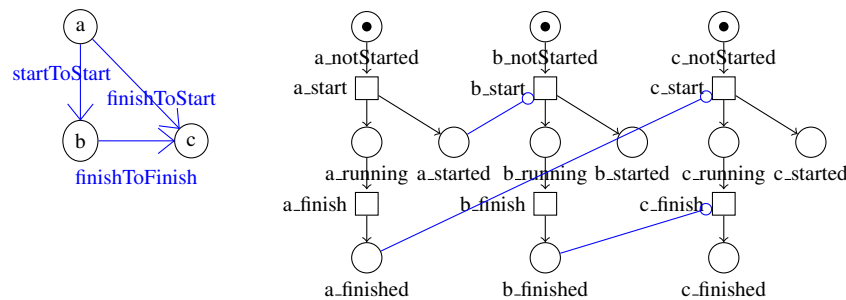 a
startToStart
finishToStart
b
c
finishToFinish
a_notStarted b_notStarted c_notStarted
a_start b_start c_start
a_running a_started b_running b_started c_running c_started
a_finish b_finish c_finish
a_finished b_finished c_finished